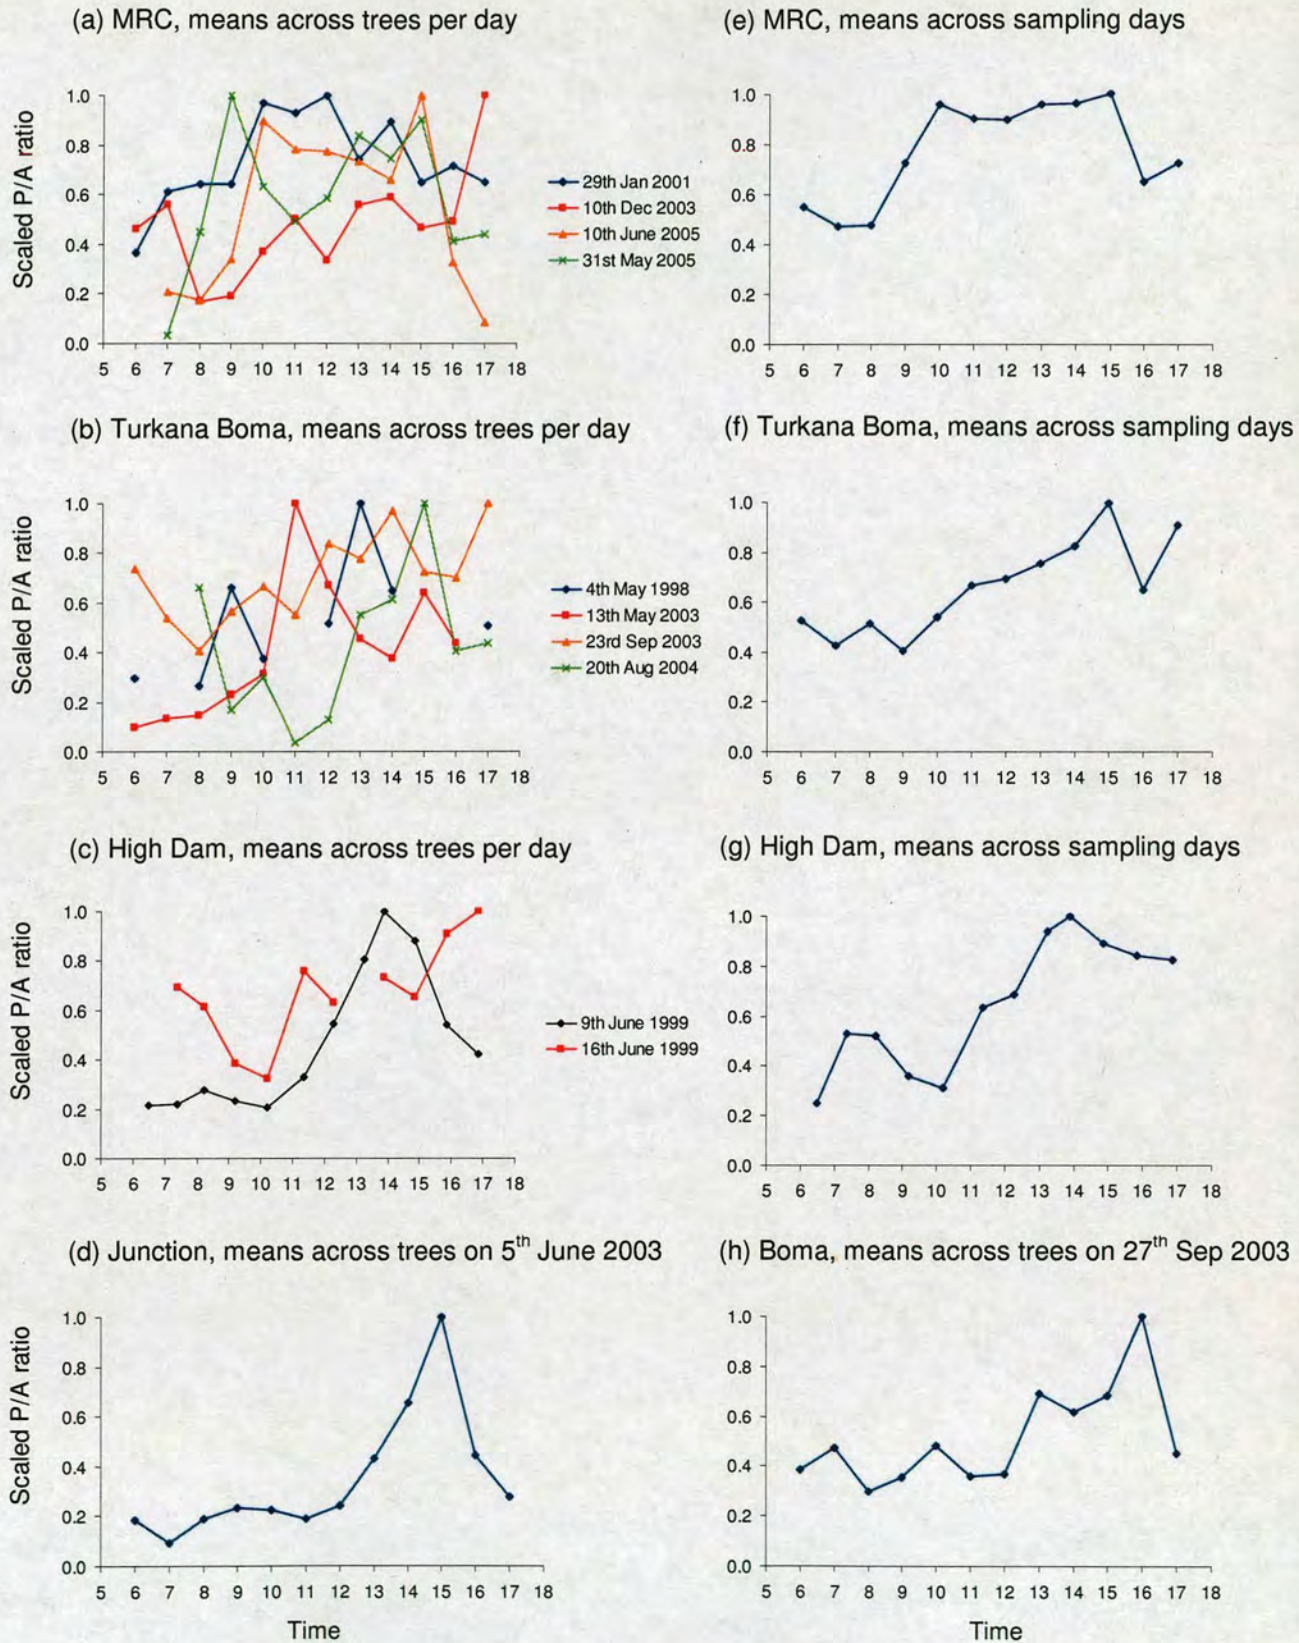 (a) MRC, means across trees per day
Scaled P/A ratio
1.0
0.8
0.6
0.4
0.2
0.0
5 6 7 8 9 10 11 12 13 14 15 16 17 18
29th Jan 2001
10th Dec 2003
10th June 2005
31st May 2005
(e) MRC, means across sampling days
1.0
0.8
0.6
0.4
0.2
0.0
5 6 7 8 9 10 11 12 13 14 15 16 17 18
(b) Turkana Boma, means across trees per day
Scaled P/A ratio
1.0
0.8
0.6
0.4
0.2
0.0
5 6 7 8 9 10 11 12 13 14 15 16 17 18
4th May 1998
13th May 2003
23rd Sep 2003
20th Aug 2004
(f) Turkana Boma, means across sampling days
1.0
0.8
0.6
0.4
0.2
0.0
5 6 7 8 9 10 11 12 13 14 15 16 17 18
(c) High Dam, means across trees per day
Scaled P/A ratio
1.0
0.8
0.6
0.4
0.2
0.0
5 6 7 8 9 10 11 12 13 14 15 16 17 18
9th June 1999
16th June 1999
(g) High Dam, means across sampling days
1.0
0.8
0.6
0.4
0.2
0.0
5 6 7 8 9 10 11 12 13 14 15 16 17 18
(d) Junction, means across trees on 5th June 2003
Scaled P/A ratio
1.0
0.8
0.6
0.4
0.2
0.0
5 6 7 8 9 10 11 12 13 14 15 16 17 18
Time
(h) Boma, means across trees on 27th Sep 2003
1.0
0.8
0.6
0.4
0.2
0.0
5 6 7 8 9 10 11 12 13 14 15 16 17 18
Time